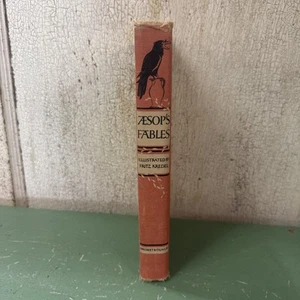 ÆSOP'S
FABLES
ILLUSTRATED BY
FRITZ KREDEL